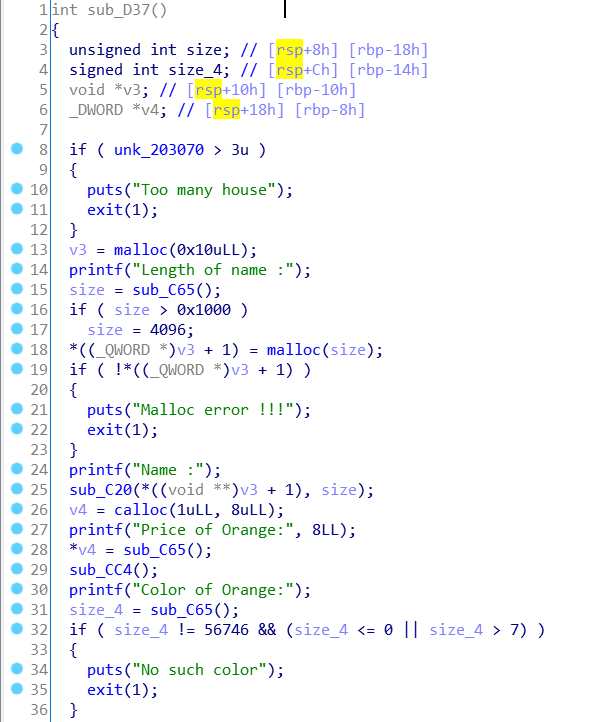 1 int sub_D37()
2 {
3 unsigned int size; // [rsp+8h] [rbp-18h]
4 signed int size_4; // [rsp+Ch] [rbp-14h]
5 void *v3; // [rsp+10h] [rbp-10h]
6 _DWORD *v4; // [rsp+18h] [rbp-8h]
7
8 if ( unk_203070 > 3u )
9 {
10 puts("Too many house");
11 exit(1);
12 }
13 v3 = malloc(0x10uLL);
14 printf("Length of name :");
15 size = sub_C65();
16 if ( size > 0x1000 )
17 size = 4096;
18 *((_QWORD *)v3 + 1) = malloc(size);
19 if ( !*((_QWORD *)v3 + 1) )
20 {
21 puts("Malloc error !!!");
22 exit(1);
23 }
24 printf("Name :");
25 sub_C20(*((void **)v3 + 1), size);
26 v4 = calloc(1uLL, 8uLL);
27 printf("Price of Orange:", 8LL);
28 *v4 = sub_C65();
29 sub_CC4();
30 printf("Color of Orange:");
31 size_4 = sub_C65();
32 if ( size_4 != 56746 && (size_4 <= 0 || size_4 > 7) )
33 {
34 puts("No such color");
35 exit(1);
36 }